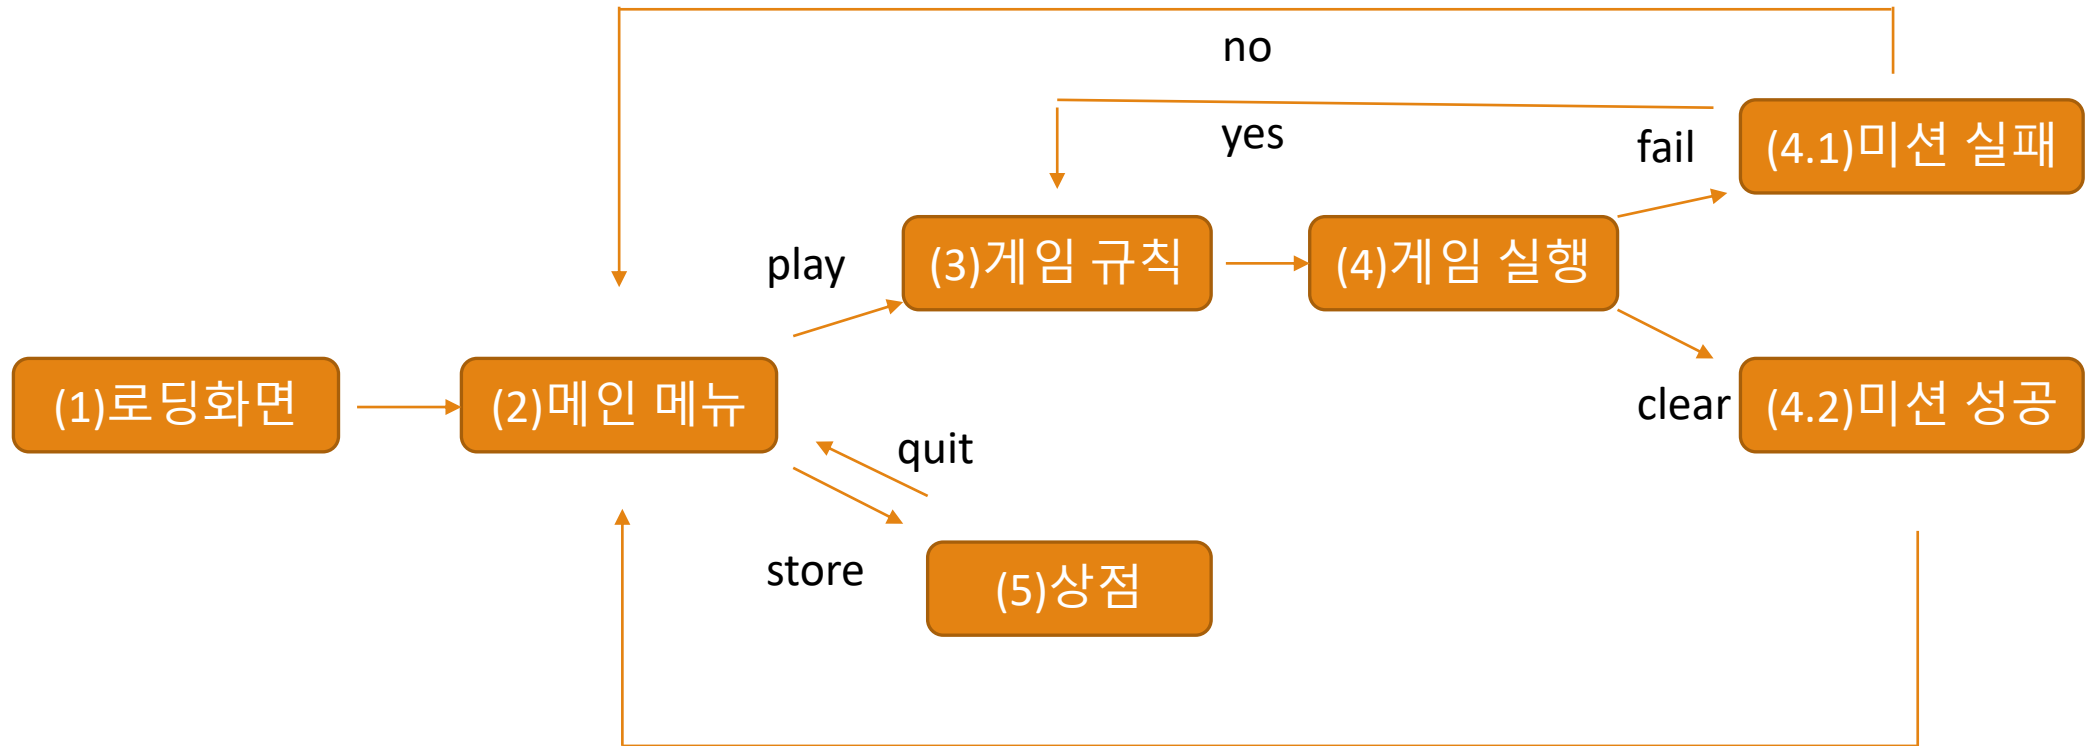 no
yes
fail
(4.1)미션 실패
play
(3)게임 규칙
(4)게임 실행
(1)로딩화면
(2)메인 메뉴
quit
clear
(4.2)미션 성공
store
(5)상점